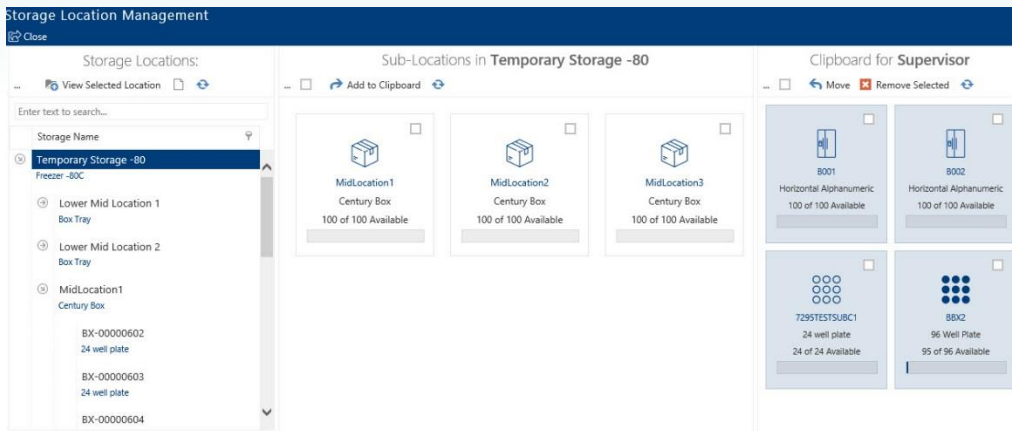 Storage Location Management
Close
Storage Locations:
... View Selected Location
Enter text to search...
Storage Name
Temporary Storage -80
Freezer -80C
Lower Mid Location 1
Box Tray
Lower Mid Location 2
Box Tray
MidLocation1
Century Box
BX-00000602
24 well plate
BX-00000603
24 well plate
BX-00000604
Sub-Locations in Temporary Storage -80
... Add to Clipboard
MidLocation1
Century Box
100 of 100 Available
MidLocation2
Century Box
100 of 100 Available
MidLocation3
Century Box
100 of 100 Available
Clipboard for Supervisor
... Move Remove Selected
B001
Horizontal Alphanumeric
100 of 100 Available
B002
Horizontal Alphanumeric
100 of 100 Available
7295TESTSUBC1
24 well plate
24 of 24 Available
BBX2
96 Well Plate
95 of 96 Available